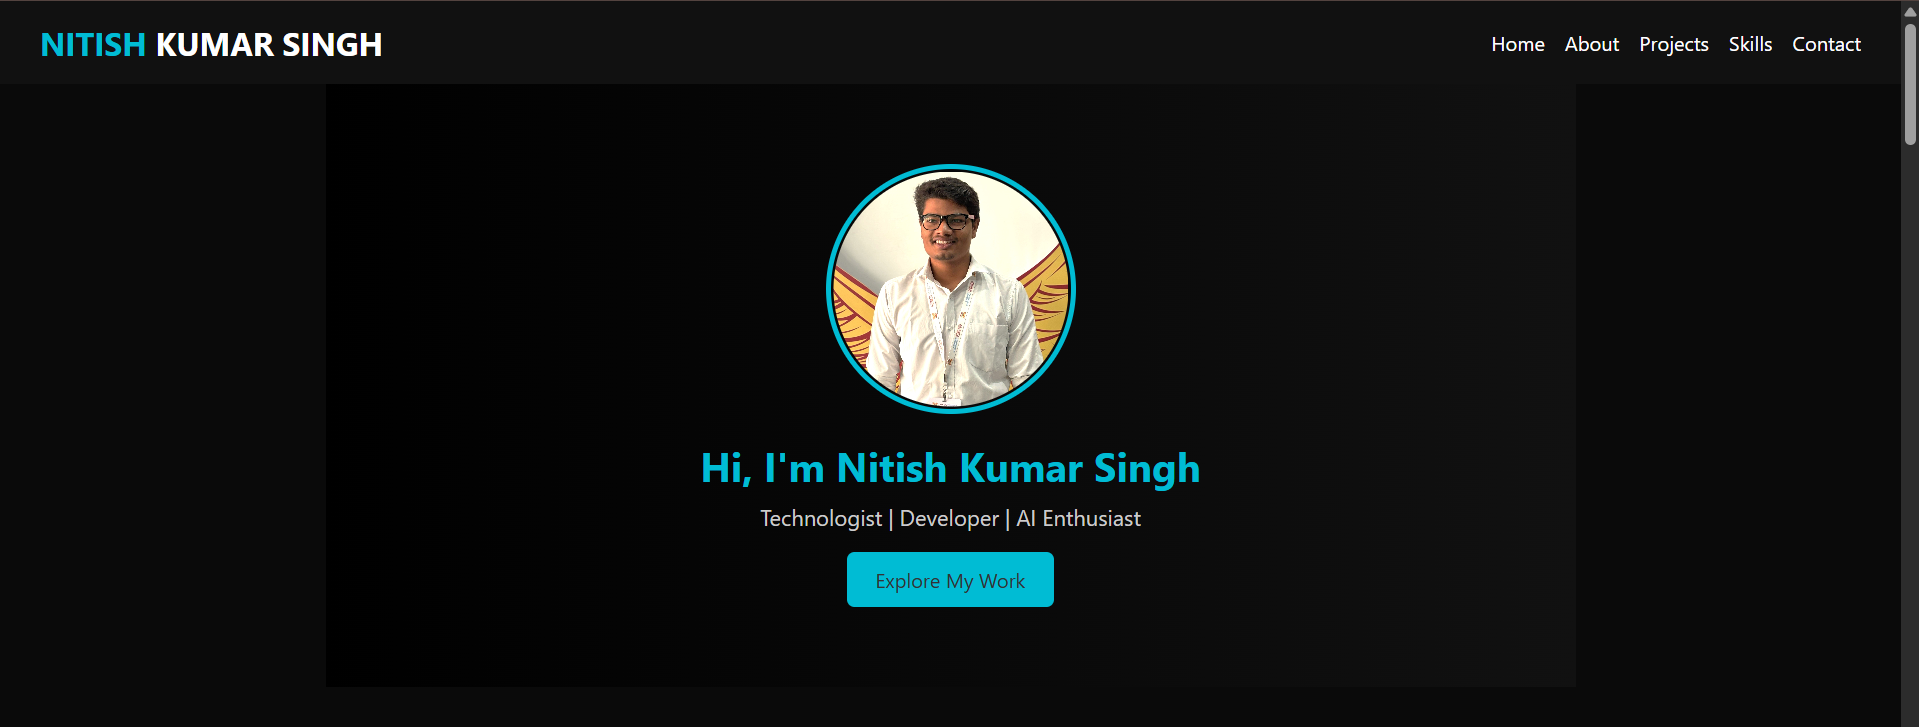 NITISH KUMAR SINGH
Home About Projects Skills Contact
Hi, I'm Nitish Kumar Singh
Technologist | Developer | AI Enthusiast
Explore My Work